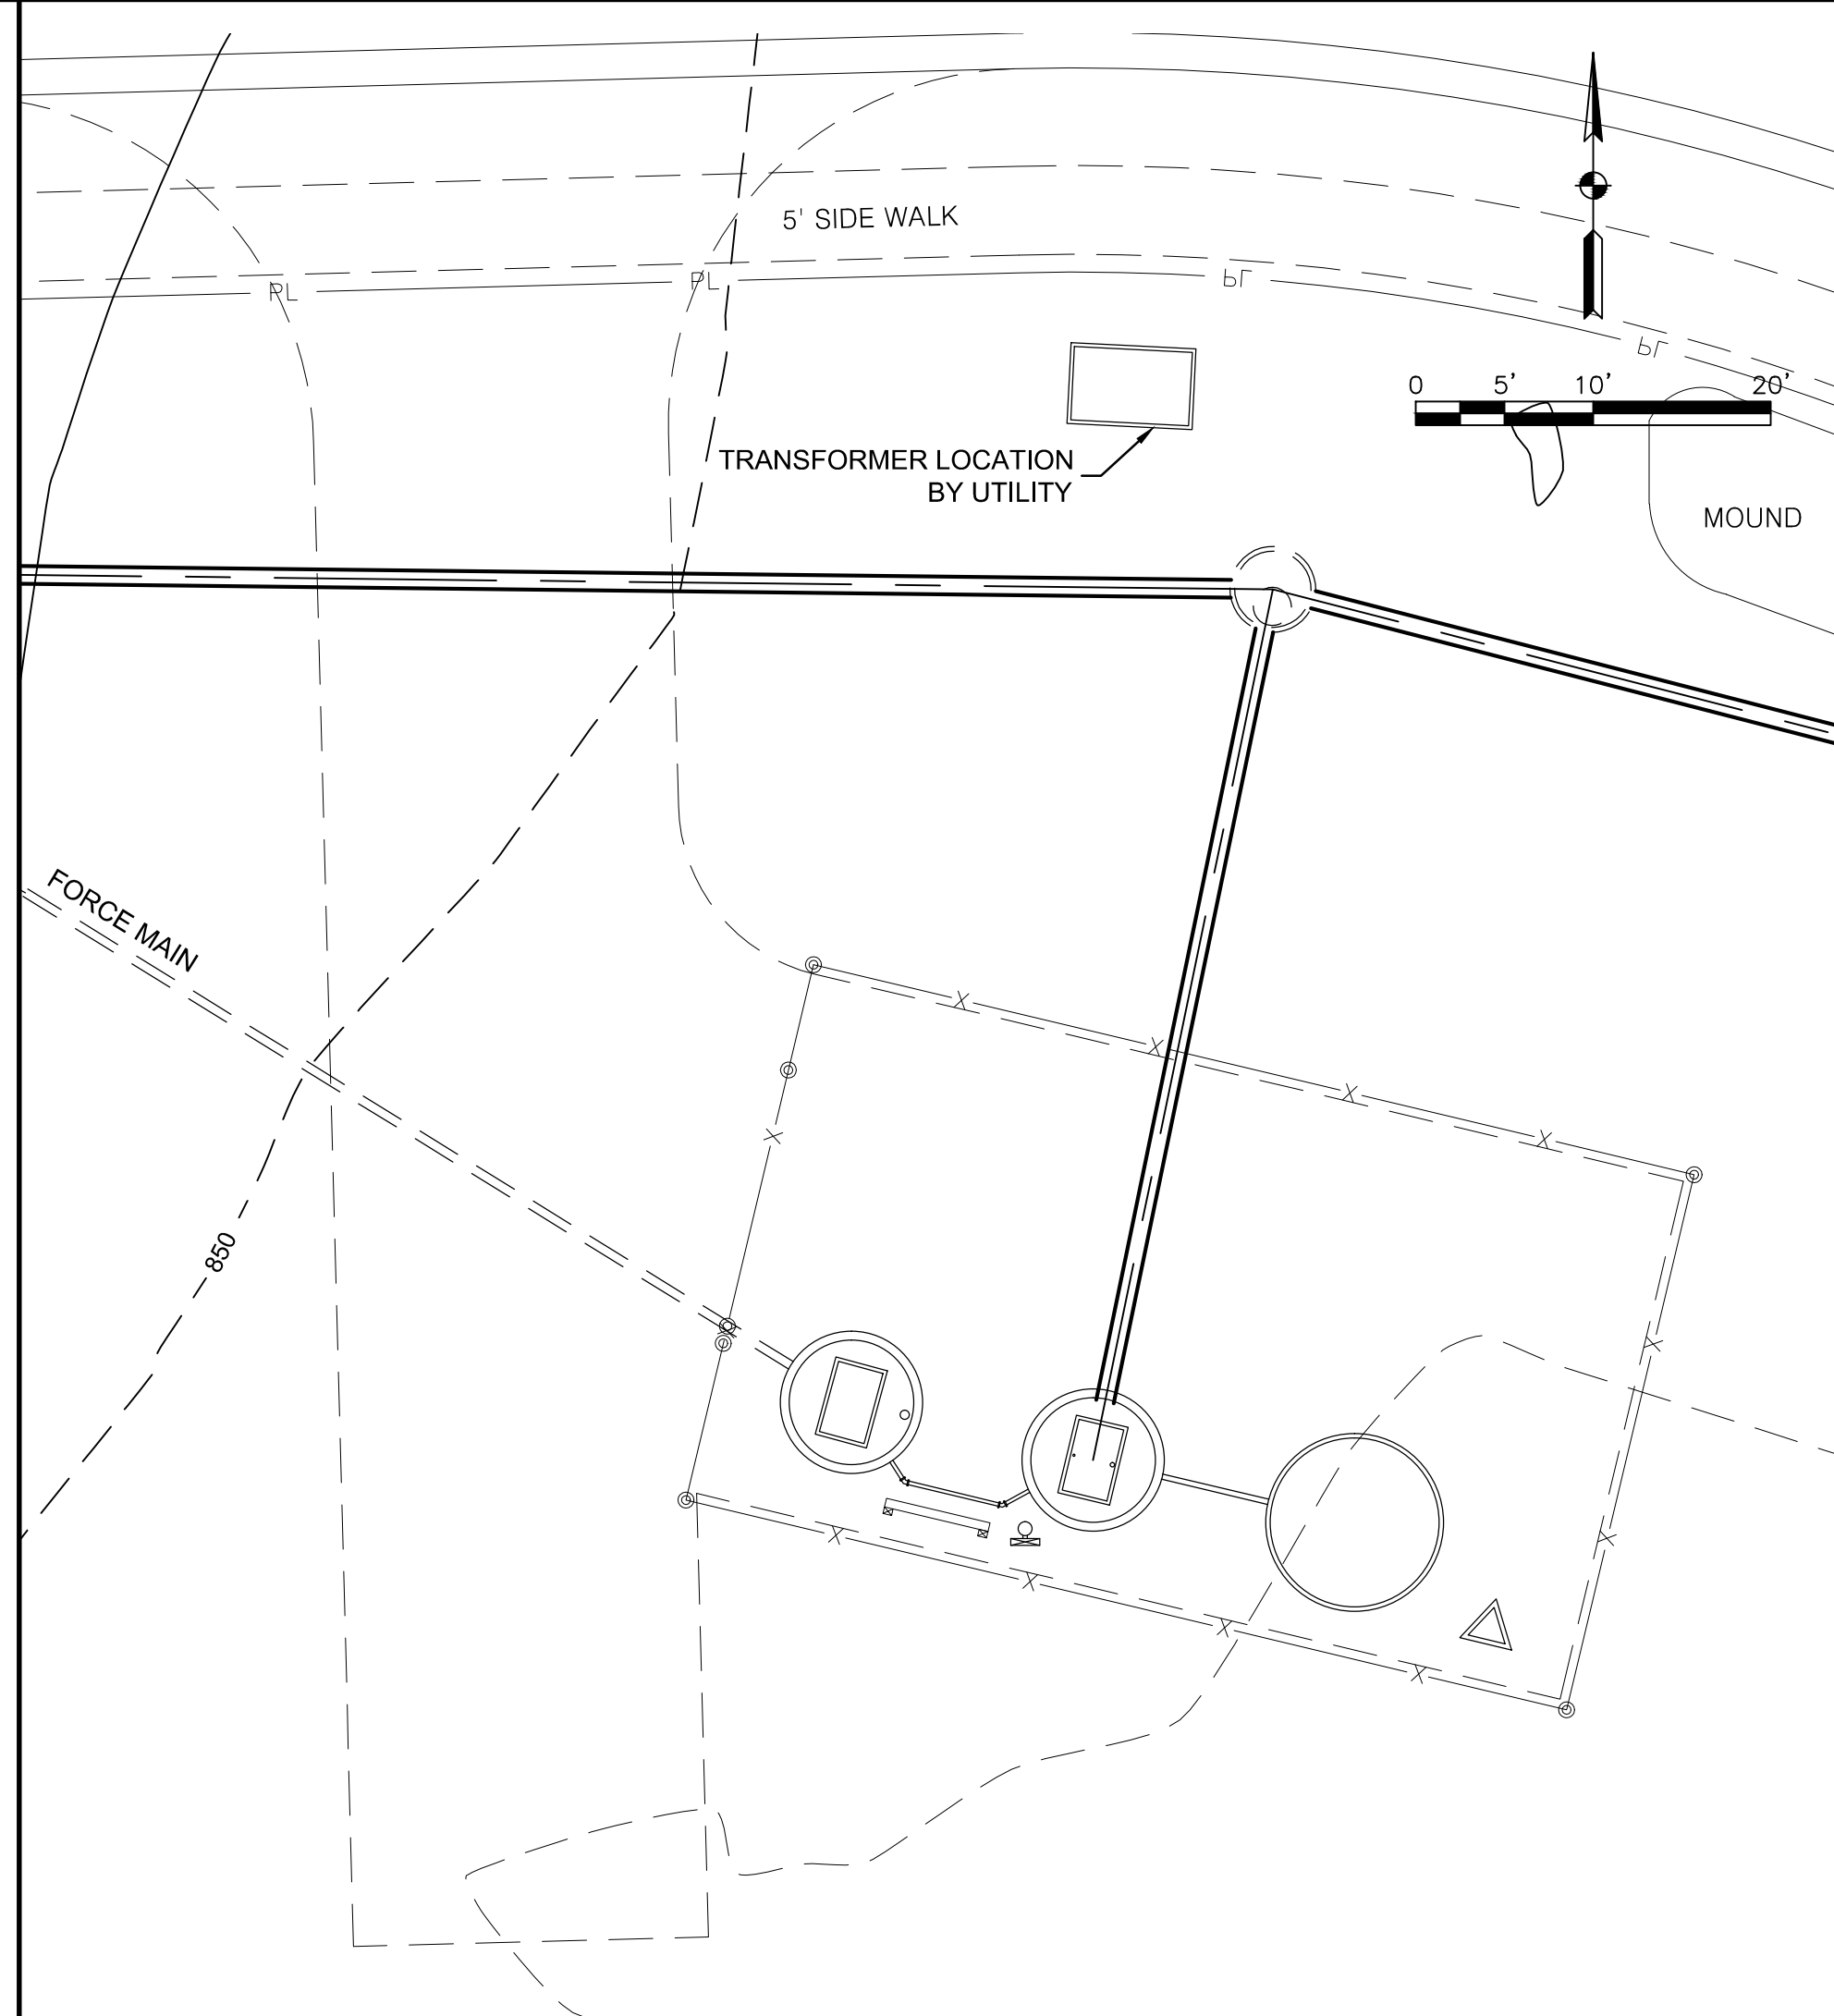 5' SIDE WALK
PL
PL
PL
PL
0 5' 10' 20'
TRANSFORMER LOCATION
BY UTILITY
MOUND
FORCE MAIN
850